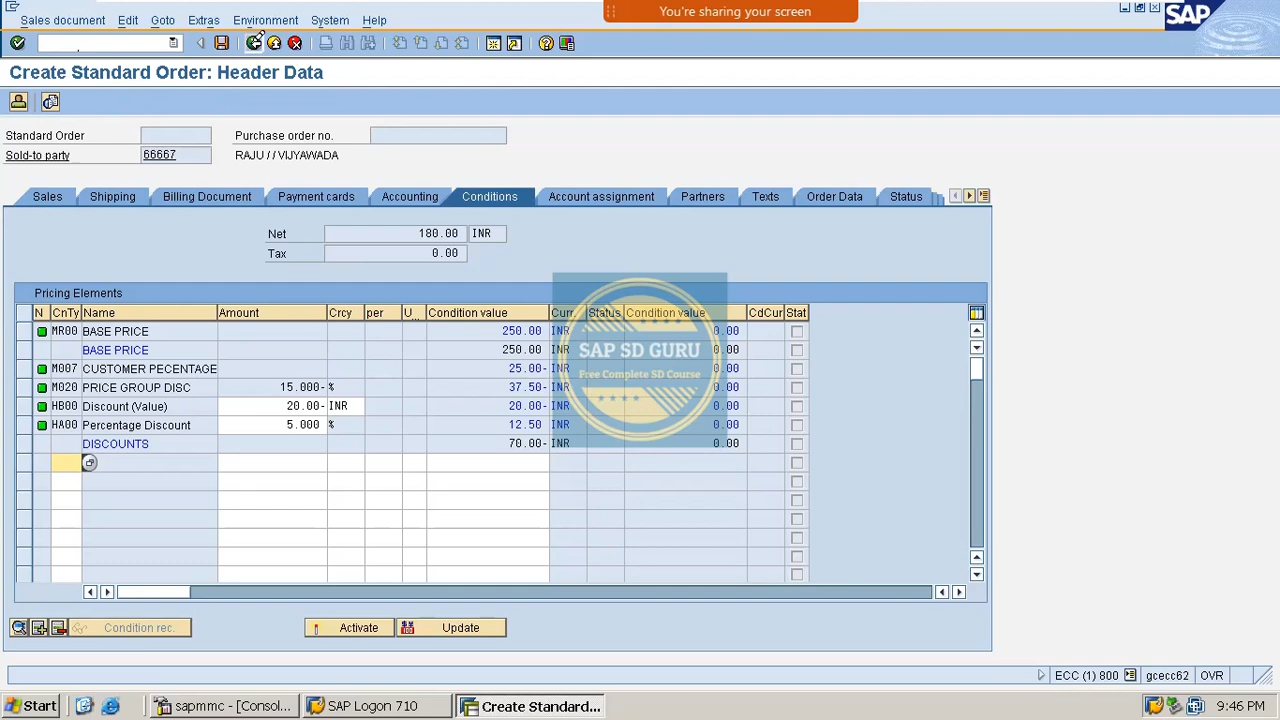 You're sharing your screen
Salesdocument Edit Goto Extras Environment System Help
SAP
Create Standard Order: Header Data
Standard Order Purchase order no.
Sold-to party 66667 RAJU / / VIJYAWADA
Sales Shipping Billing Document Payment cards Accounting Conditions Account assignment Partners Texts Order Data Status
Net 180.00 INR
Tax 0.00
Pricing Elements
N CnTy Name Amount Crcy per U... Condition value Curr. Status Condition value CdCur Stat
MR00 BASE PRICE 250.00 INR 0.00
BASE PRICE 250.00 INR 0.00
M007 CUSTOMER PECENTAGE 25.00- INR 0.00
M020 PRICE GROUP DISC 15.000- % 37.50- INR 0.00
HB00 Discount (Value) 20.00- INR 20.00- INR 0.00
HA00 Percentage Discount 5.000 % 12.50 INR 0.00
DISCOUNTS 70.00- INR 0.00
SAP SD GURU
Free Complete SD Course
Condition rec. Activate Update
ECC (1) 800 gcecc62 OVR
Start sapmmc - [Consol... SAP Logon 710 Create Standard... 9:46 PM